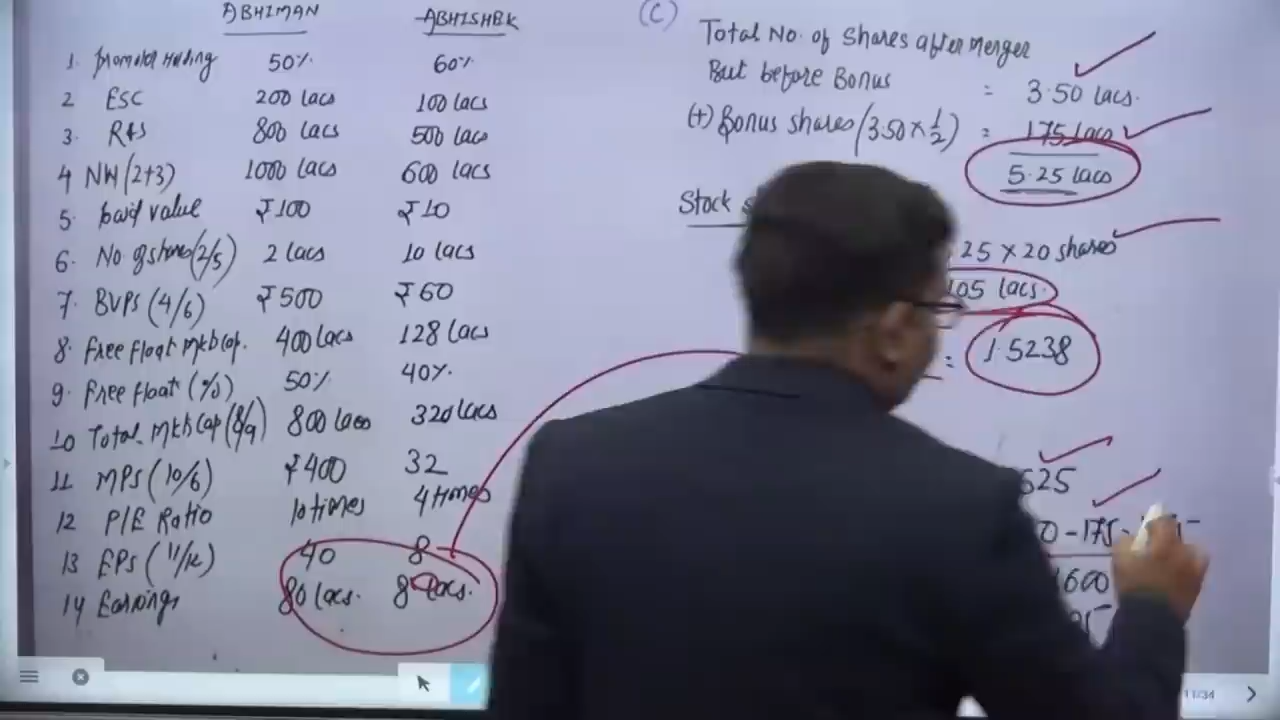 ABHIMAN ABHISHEK
1. Promoter Holding 50% 60%
2 ESC 200 lacs 100 lacs
3. R&S 800 lacs 500 lacs
4 NW (2+3) 1000 lacs 600 lacs
5. paid value ₹100 ₹10
6. No. of shares (2/5) 2 lacs 10 lacs
7. BVPS (4/6) ₹500 ₹60
8. Free float Mkt Cap. 400 lacs 128 lacs
9. Free float (%) 50% 40%.
10 Total Mkt Cap (8/9) 800 lacs 320 lacs
11 MPS (10/6) ₹400 32
12 P/E Ratio 10 times 4 times
13 EPS (11/12) 40 8
14 Earnings 80 lacs. 80 lacs.
(C)
Total No. of Shares after Merger
But before Bonus = 3.50 lacs.
(+) Bonus shares (3.50 × 1/2) = 175 lacs
5.25 lacs
Stock
25 × 20 shares
105 lacs.
= 1.5238
625
0 - 175 -
1600
11/34